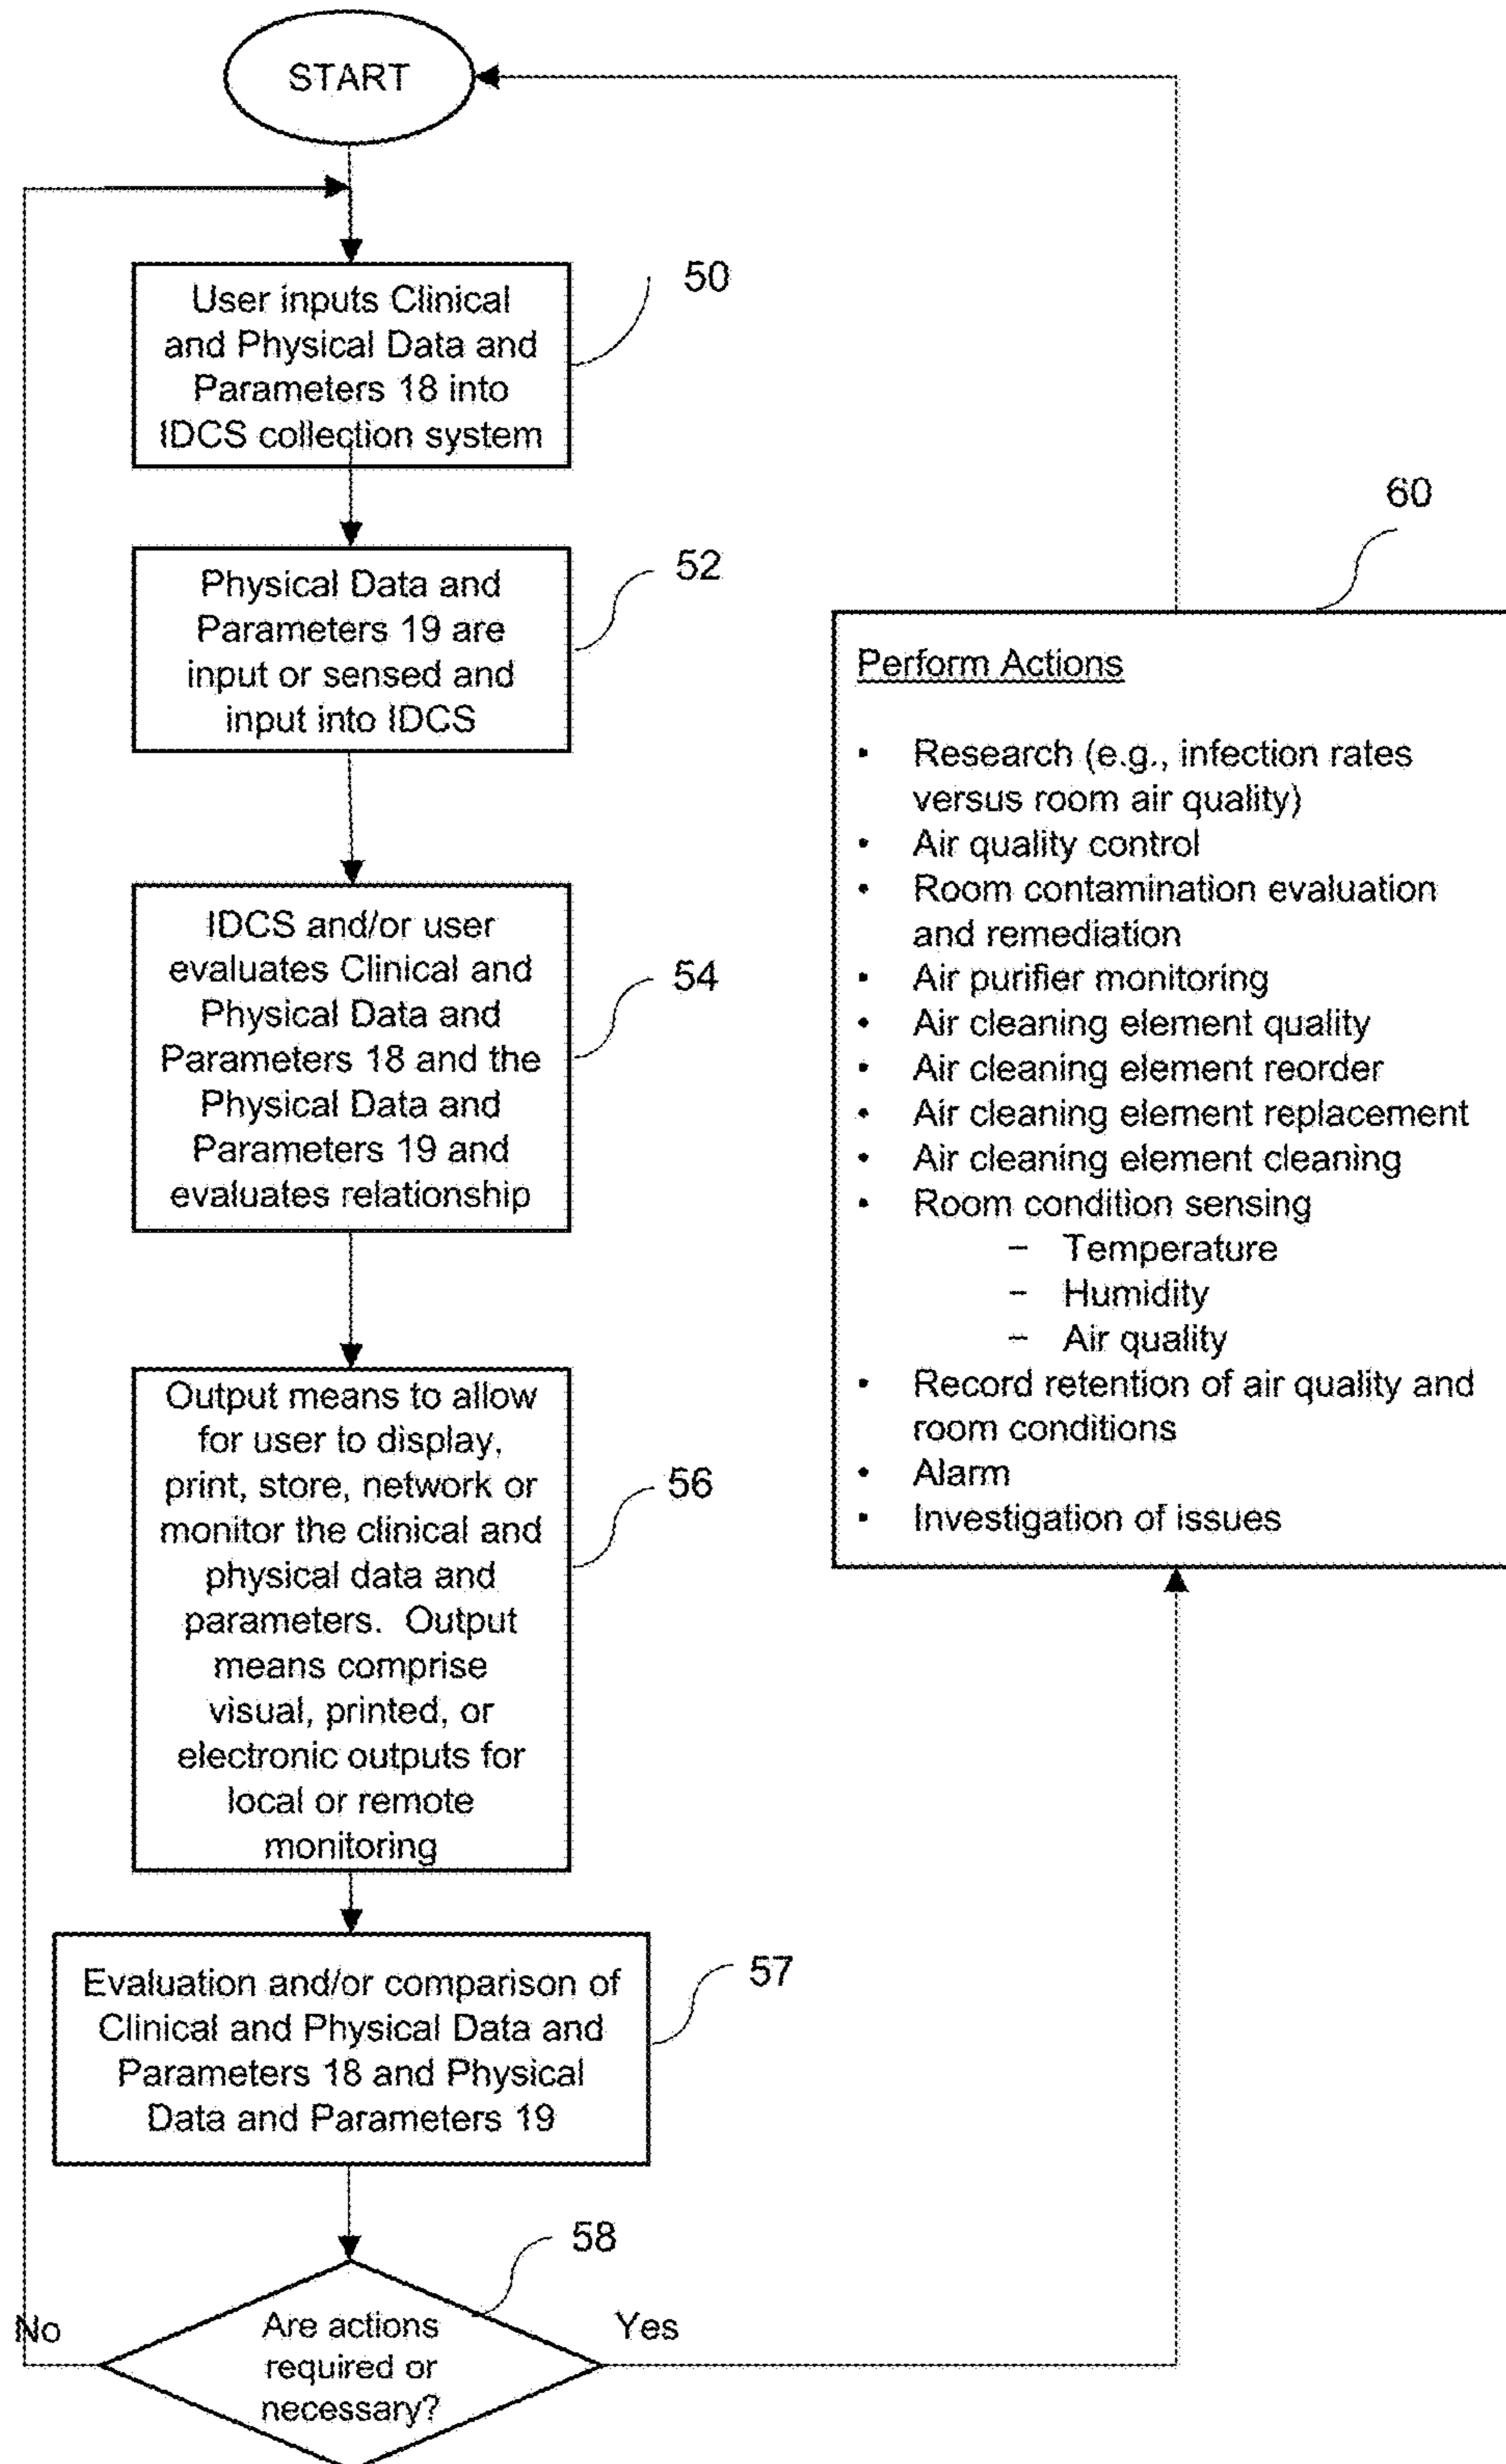 START
50
User inputs Clinical
and Physical Data and
Parameters 18 into
IDCS collection system
52
Physical Data and
Parameters 19 are
input or sensed and
input into IDCS
54
IDCS and/or user
evaluates Clinical and
Physical Data and
Parameters 18 and the
Physical Data and
Parameters 19 and
evaluates relationship
56
Output means to allow
for user to display,
print, store, network or
monitor the clinical and
physical data and
parameters. Output
means comprise
visual, printed, or
electronic outputs for
local or remote
monitoring
57
Evaluation and/or comparison of
Clinical and Physical Data and
Parameters 18 and Physical
Data and Parameters 19
58
Are actions
required or
necessary?
No
Yes
60
Perform Actions
• Research (e.g., infection rates
versus room air quality)
• Air quality control
• Room contamination evaluation
and remediation
• Air purifier monitoring
• Air cleaning element quality
• Air cleaning element reorder
• Air cleaning element replacement
• Air cleaning element cleaning
• Room condition sensing
– Temperature
– Humidity
– Air quality
• Record retention of air quality and
room conditions
• Alarm
• Investigation of issues